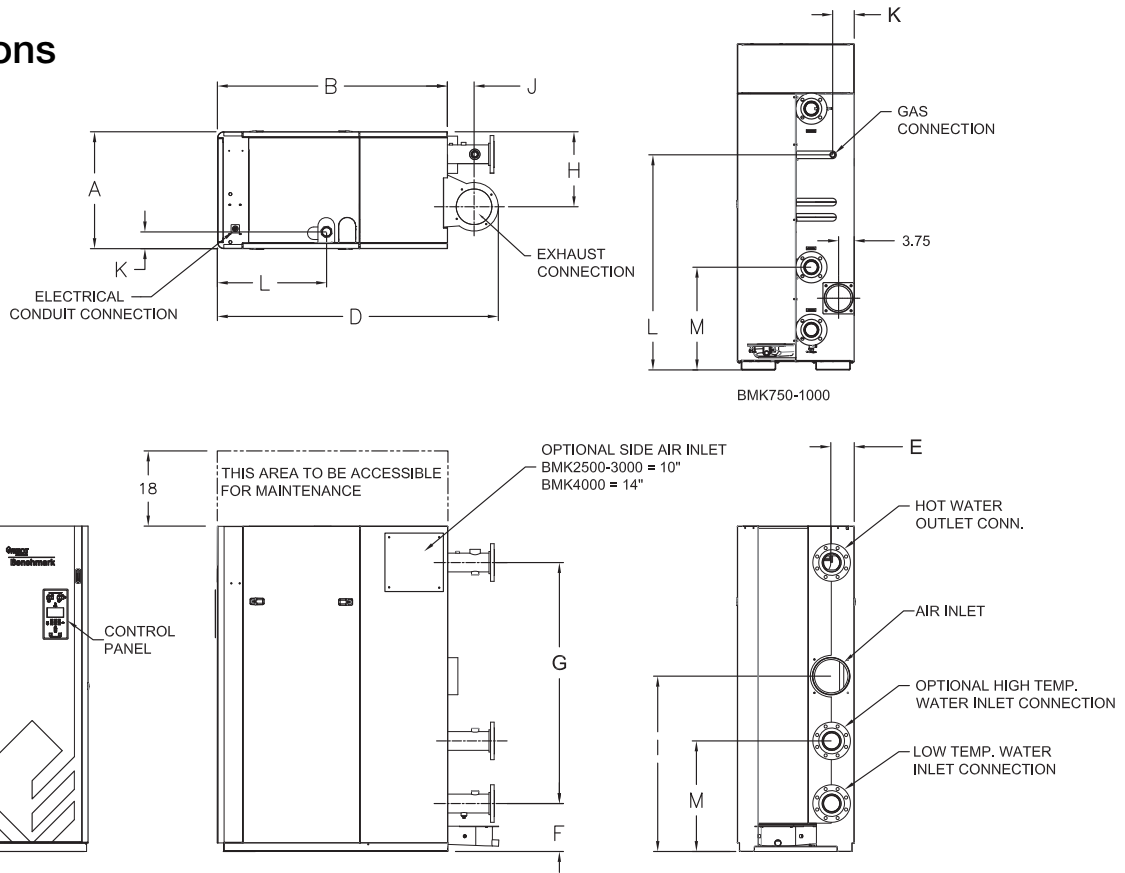 ons
B
J
A
H
K
L
D
ELECTRICAL
CONDUIT CONNECTION
EXHAUST
CONNECTION
K
GAS
CONNECTION
3.75
L
M
BMK750-1000
18
THIS AREA TO BE ACCESSIBLE
FOR MAINTENANCE
OPTIONAL SIDE AIR INLET
BMK2500-3000 = 10"
BMK4000 = 14"
Benchmark
CONTROL
PANEL
G
F
E
HOT WATER
OUTLET CONN.
AIR INLET
OPTIONAL HIGH TEMP.
WATER INLET CONNECTION
LOW TEMP. WATER
INLET CONNECTION
M